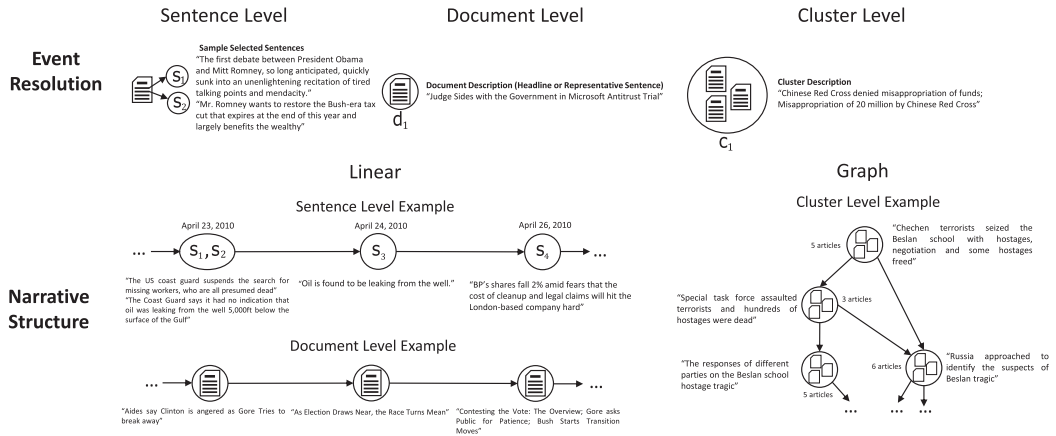 Sentence Level
Document Level
Cluster Level
Event
Resolution
Sample Selected Sentences
"The first debate between President Obama
and Mitt Romney, so long anticipated, quickly
sunk into an unenlightening recitation of tired
talking points and mendacity."
"Mr. Romney wants to restore the Bush-era tax
cut that expires at the end of this year and
largely benefits the wealthy"
S1
S2
Document Description (Headline or Representative Sentence)
"Judge Sides with the Government in Microsoft Antitrust Trial"
d1
Cluster Description
"Chinese Red Cross denied misappropriation of funds;
Misappropriation of 20 million by Chinese Red Cross"
C1
Narrative
Structure
Linear
Sentence Level Example
April 23, 2010
April 24, 2010
April 26, 2010
...
S1, S2
S3
S4
...
"The US coast guard suspends the search for
missing workers, who are all presumed dead"
"The Coast Guard says it had no indication that
oil was leaking from the well 5,000ft below the
surface of the Gulf"
"Oil is found to be leaking from the well."
"BP's shares fall 2% amid fears that the
cost of cleanup and legal claims will hit the
London-based company hard"
Document Level Example
...
...
"Aides say Clinton is angered as Gore Tries to
break away"
"As Election Draws Near, the Race Turns Mean"
"Contesting the Vote: The Overview; Gore asks
Public for Patience; Bush Starts Transition
Moves"
Graph
Cluster Level Example
5 articles
"Chechen terrorists seized the
Beslan school with hostages,
negotiation and some hostages
freed"
"Special task force assaulted
terrorists and hundreds of
hostages were dead"
3 articles
"The responses of different
parties on the Beslan school
hostage tragic"
5 articles
6 articles
"Russia approached to
identify the suspects of
Beslan tragic"
... ... ...